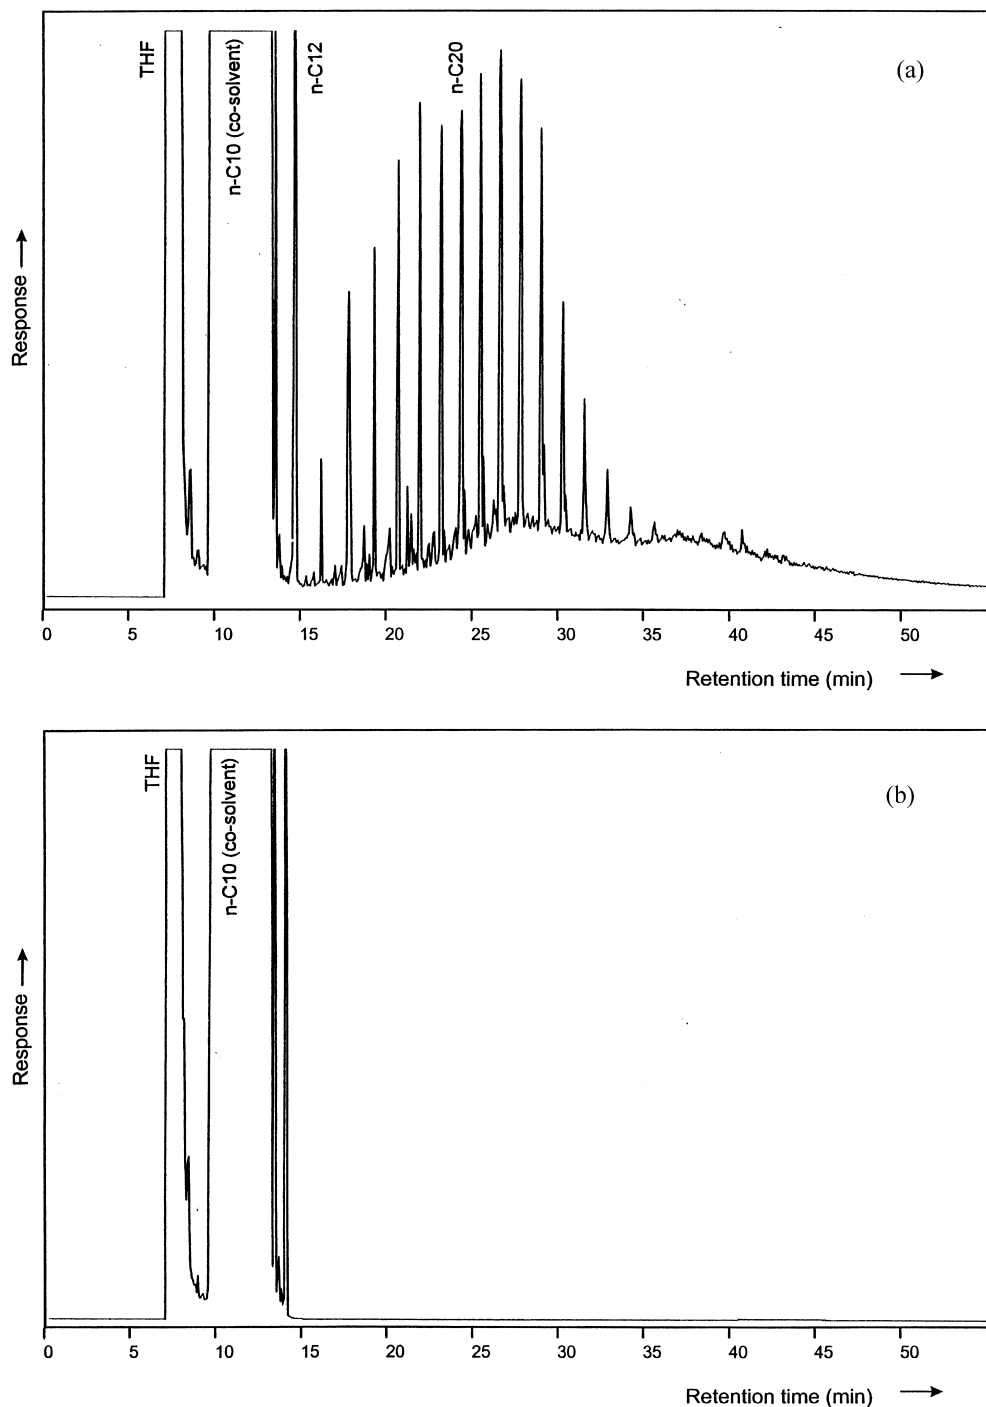 (a)
THF
n-C10 (co-solvent)
n-C12
n-C20
Response
0 5 10 15 20 25 30 35 40 45 50
Retention time (min)
(b)
THF
n-C10 (co-solvent)
Response
0 5 10 15 20 25 30 35 40 45 50
Retention time (min)